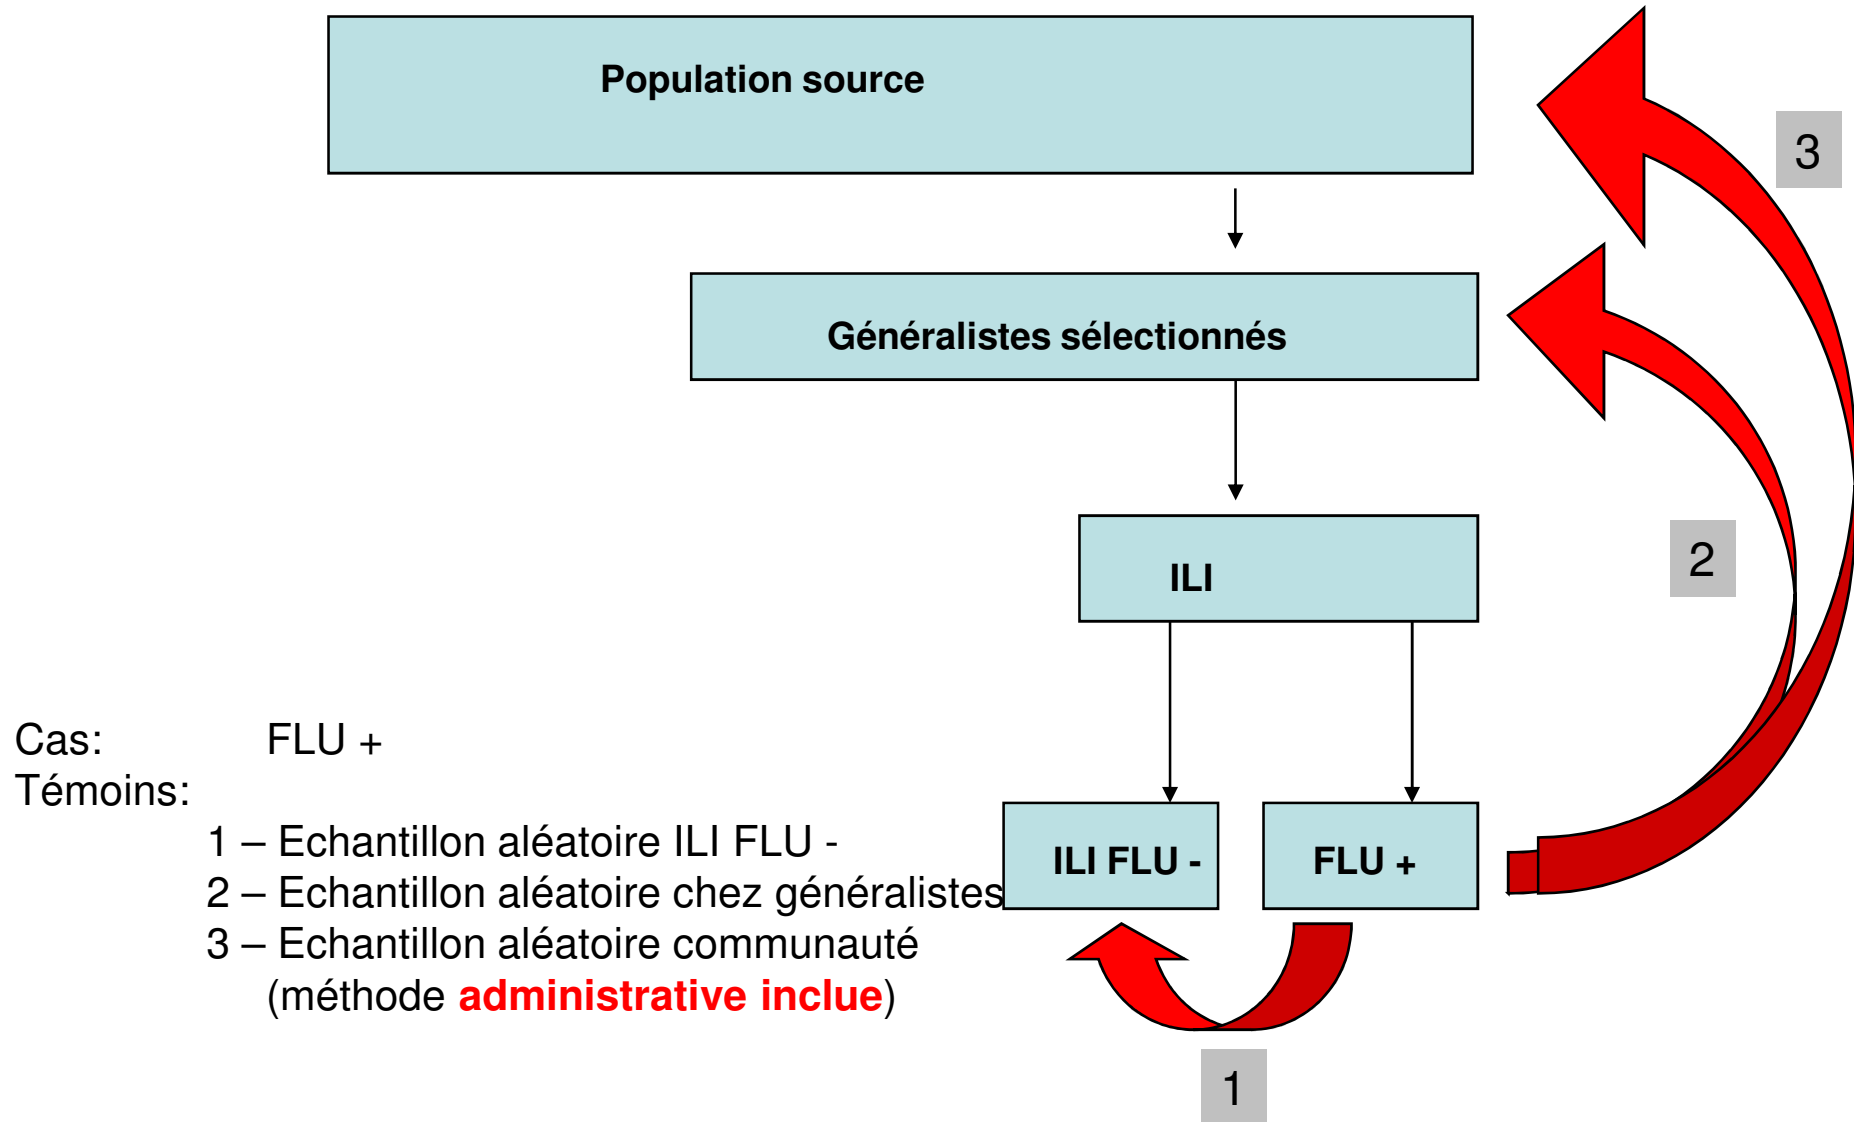 Population source
3
Généralistes sélectionnés
ILI
2
Cas: FLU +
Témoins:
1 – Echantillon aléatoire ILI FLU -
2 – Echantillon aléatoire chez généralistes
3 – Echantillon aléatoire communauté
(méthode administrative inclue)
ILI FLU -
FLU +
1